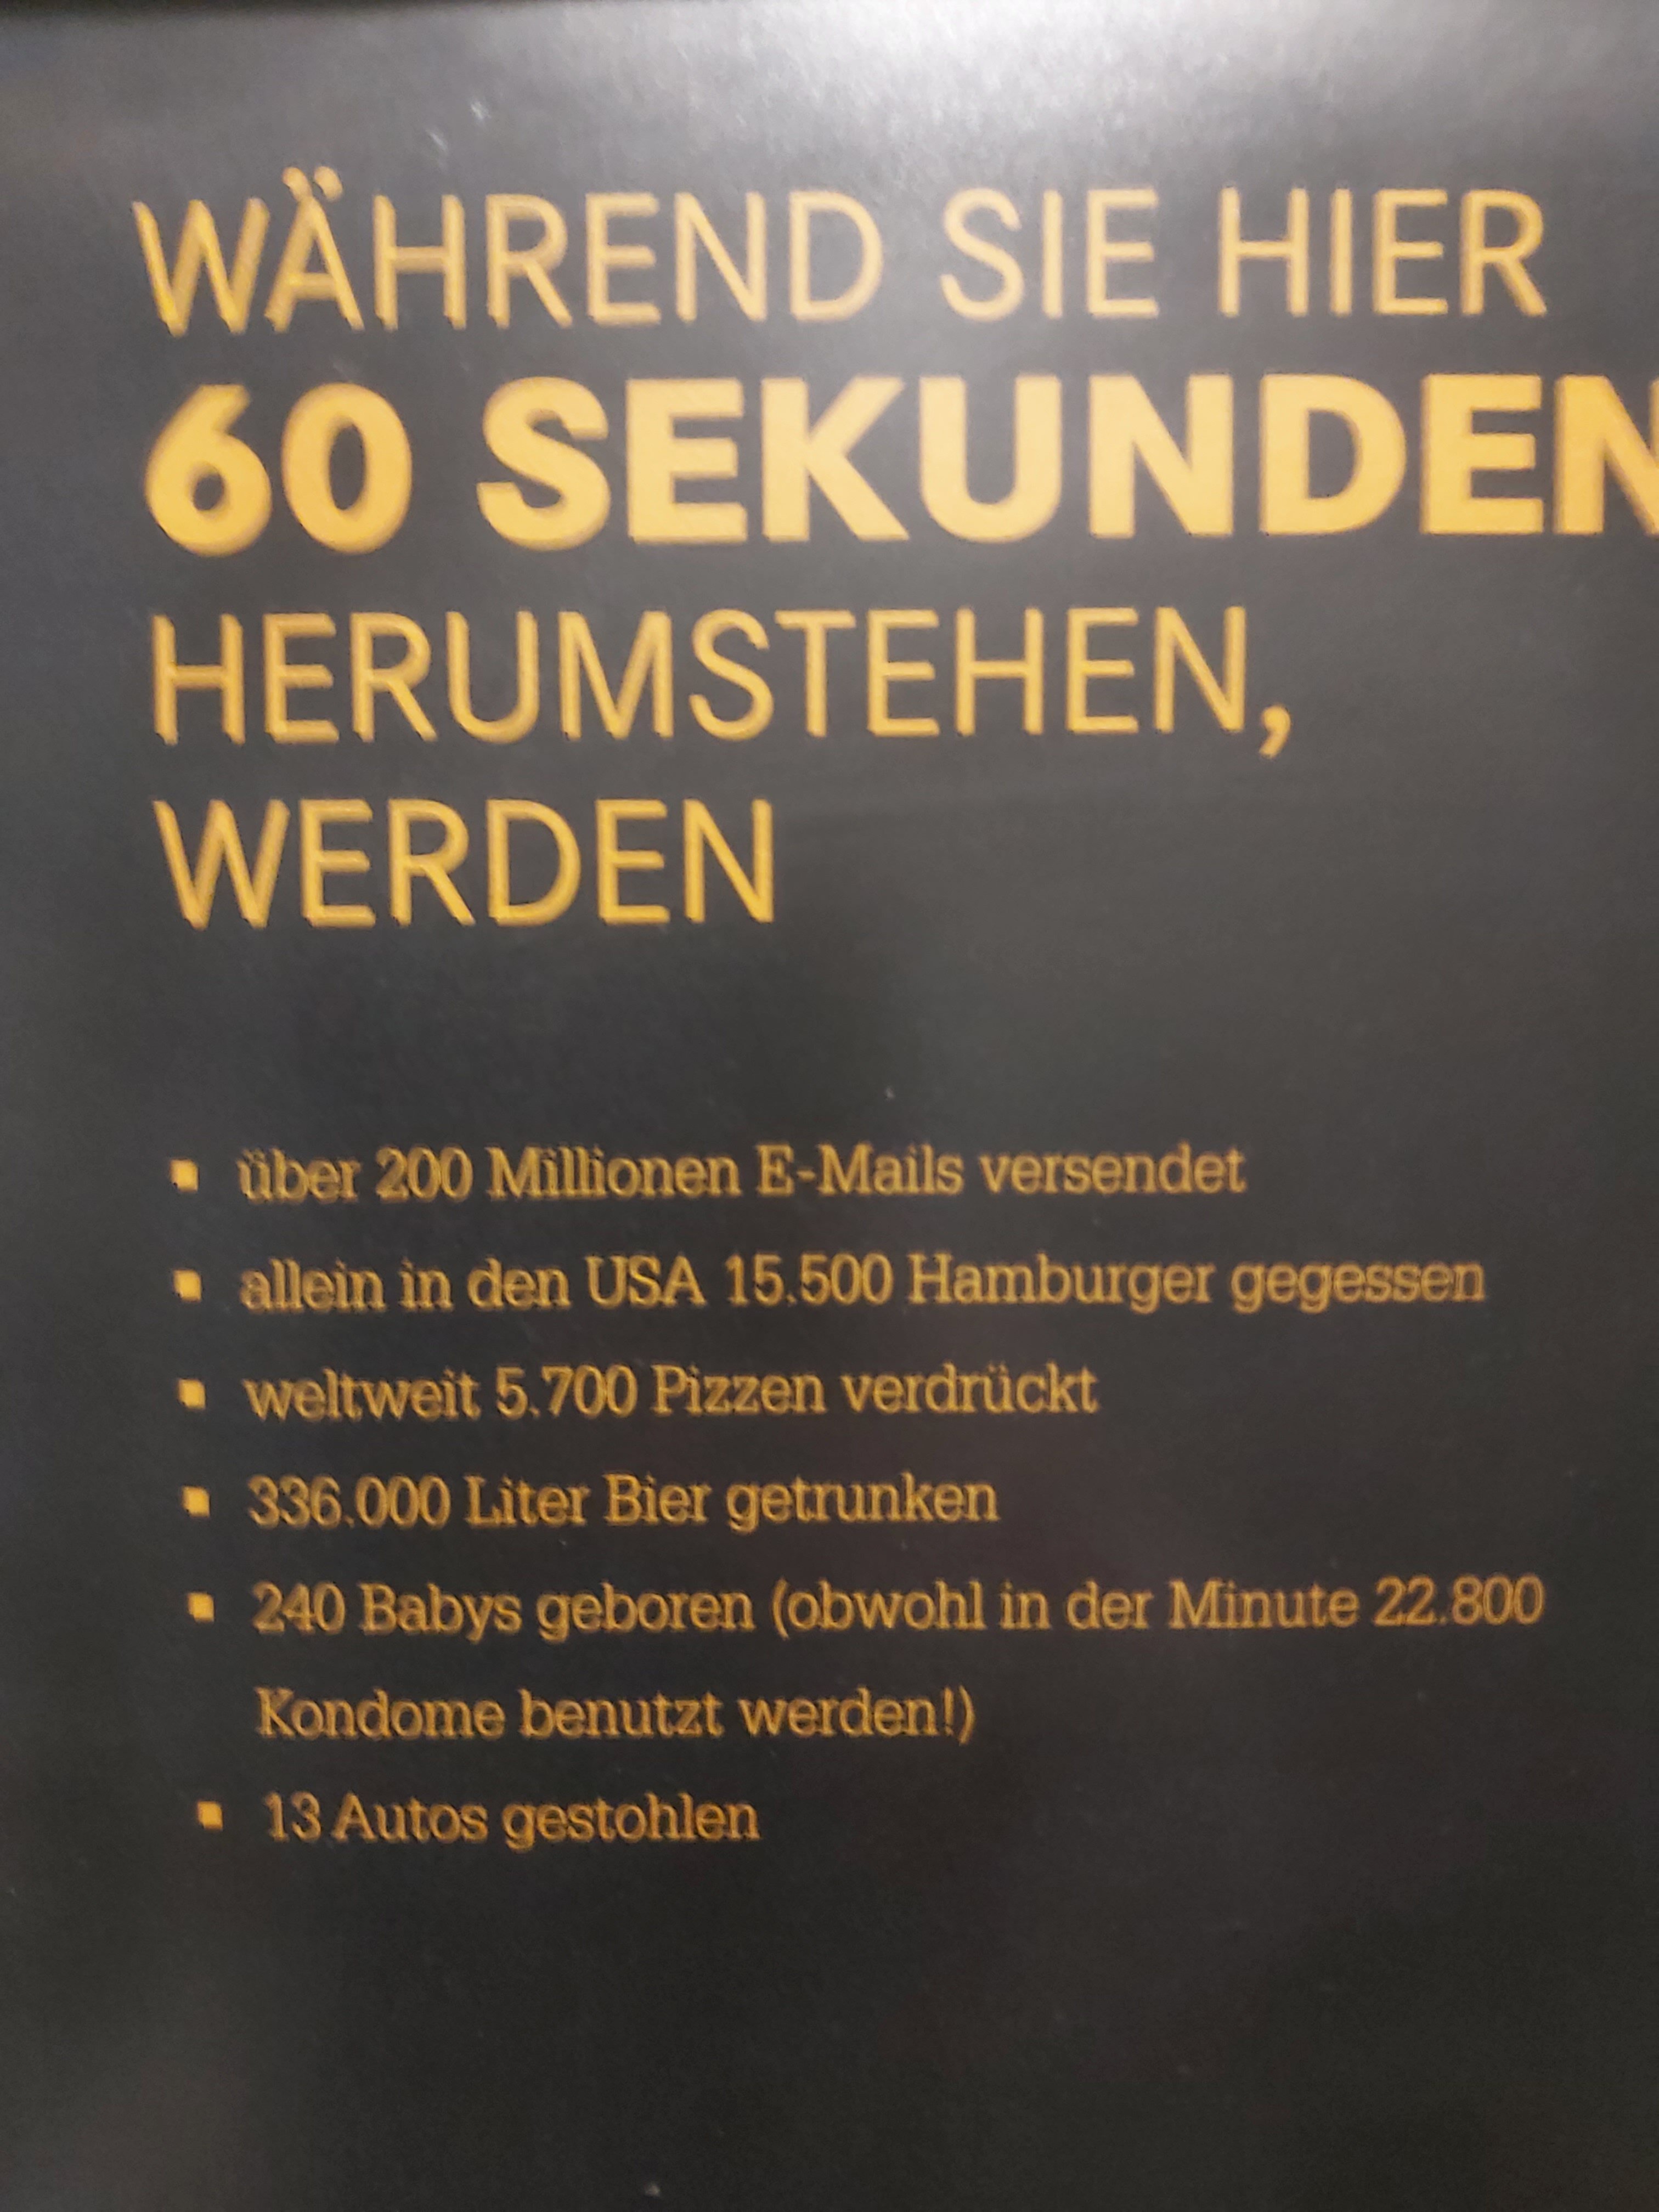 WÄHREND SIE HIER
60 SEKUNDEN
HERUMSTEHEN,
WERDEN
▪ über 200 Millionen E-Mails versendet
▪ allein in den USA 15.500 Hamburger gegessen
▪ weltweit 5.700 Pizzen verdrückt
▪ 336.000 Liter Bier getrunken
▪ 240 Babys geboren (obwohl in der Minute 22.800
Kondome benutzt werden!)
▪ 13 Autos gestohlen